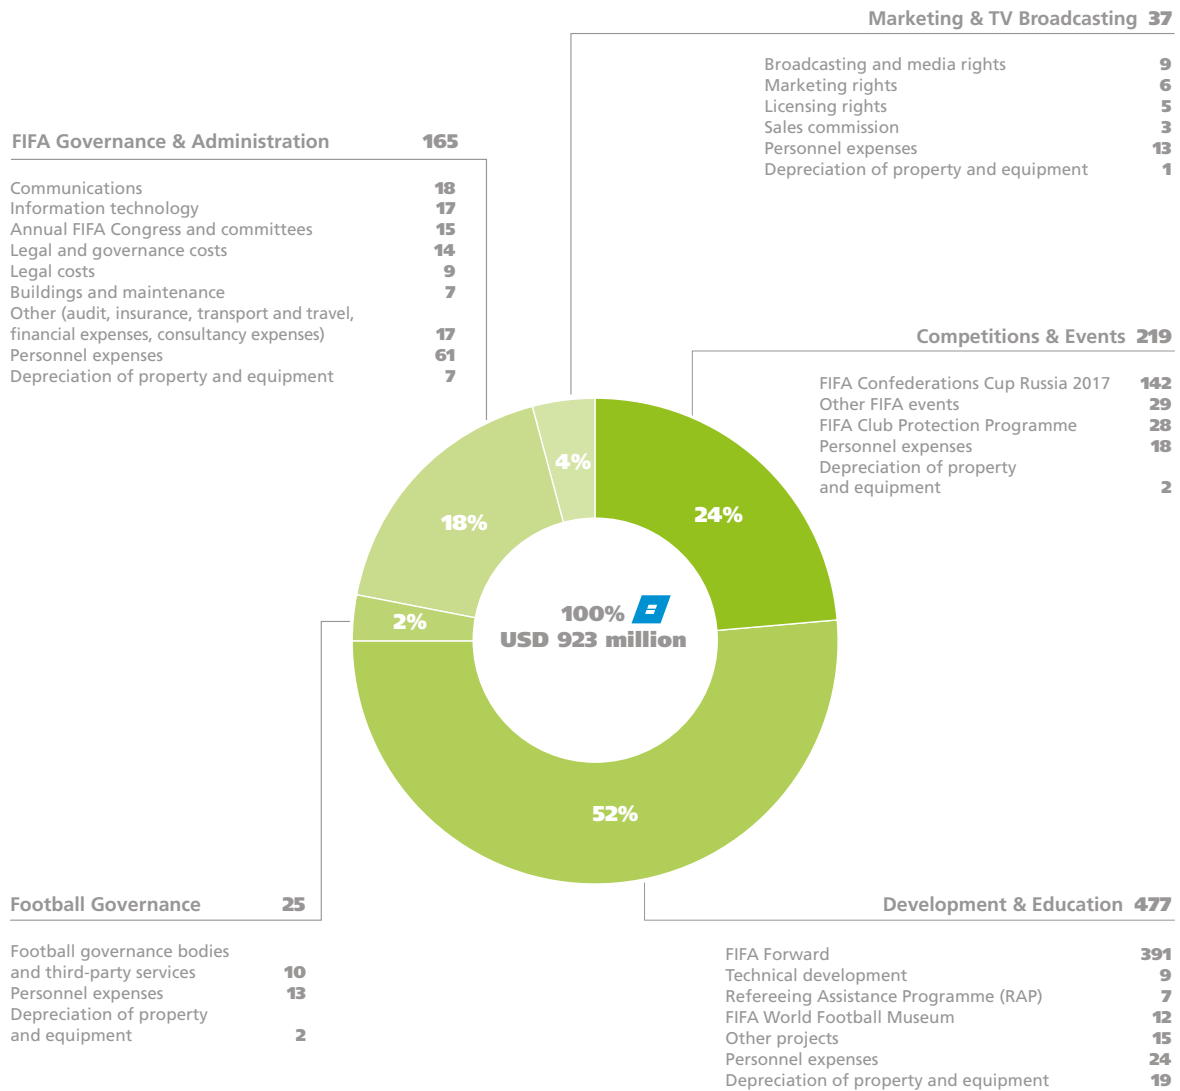 Marketing & TV Broadcasting 37
Broadcasting and media rights 9
Marketing rights 6
Licensing rights 5
Sales commission 3
Personnel expenses 13
Depreciation of property and equipment 1
FIFA Governance & Administration 165
Communications 18
Information technology 17
Annual FIFA Congress and committees 15
Legal and governance costs 14
Legal costs 9
Buildings and maintenance 7
Other (audit, insurance, transport and travel,
financial expenses, consultancy expenses) 17
Personnel expenses 61
Depreciation of property and equipment 7
Competitions & Events 219
FIFA Confederations Cup Russia 2017 142
Other FIFA events 29
FIFA Club Protection Programme 28
Personnel expenses 18
Depreciation of property
and equipment 2
4%
24%
18%
2%
100%
USD 923 million
52%
Football Governance 25
Football governance bodies
and third-party services 10
Personnel expenses 13
Depreciation of property
and equipment 2
Development & Education 477
FIFA Forward 391
Technical development 9
Refereeing Assistance Programme (RAP) 7
FIFA World Football Museum 12
Other projects 15
Personnel expenses 24
Depreciation of property and equipment 19